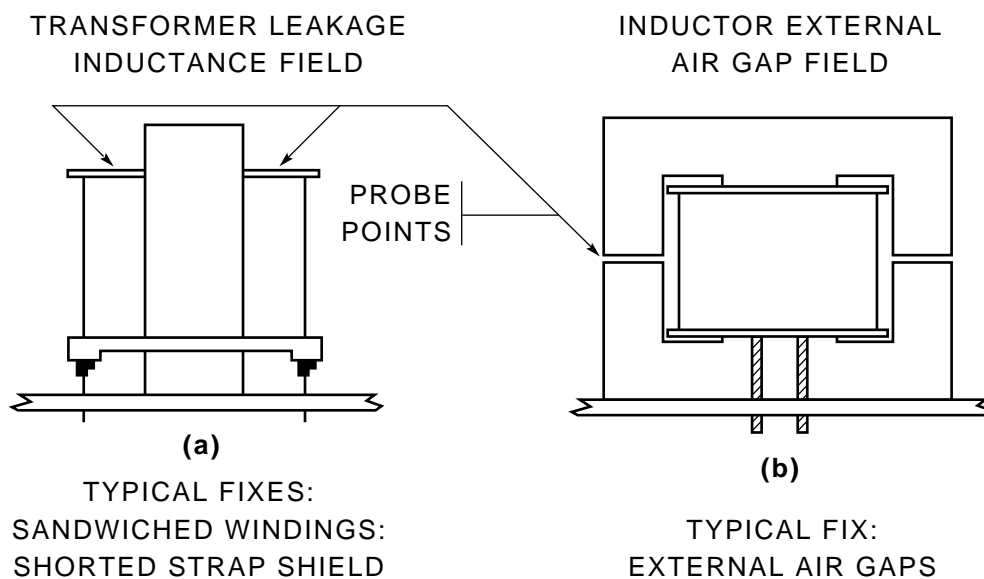 TRANSFORMER LEAKAGE
INDUCTANCE FIELD
INDUCTOR EXTERNAL
AIR GAP FIELD
PROBE
POINTS
(a)
(b)
TYPICAL FIXES:
SANDWICHED WINDINGS:
SHORTED STRAP SHIELD
TYPICAL FIX:
EXTERNAL AIR GAPS